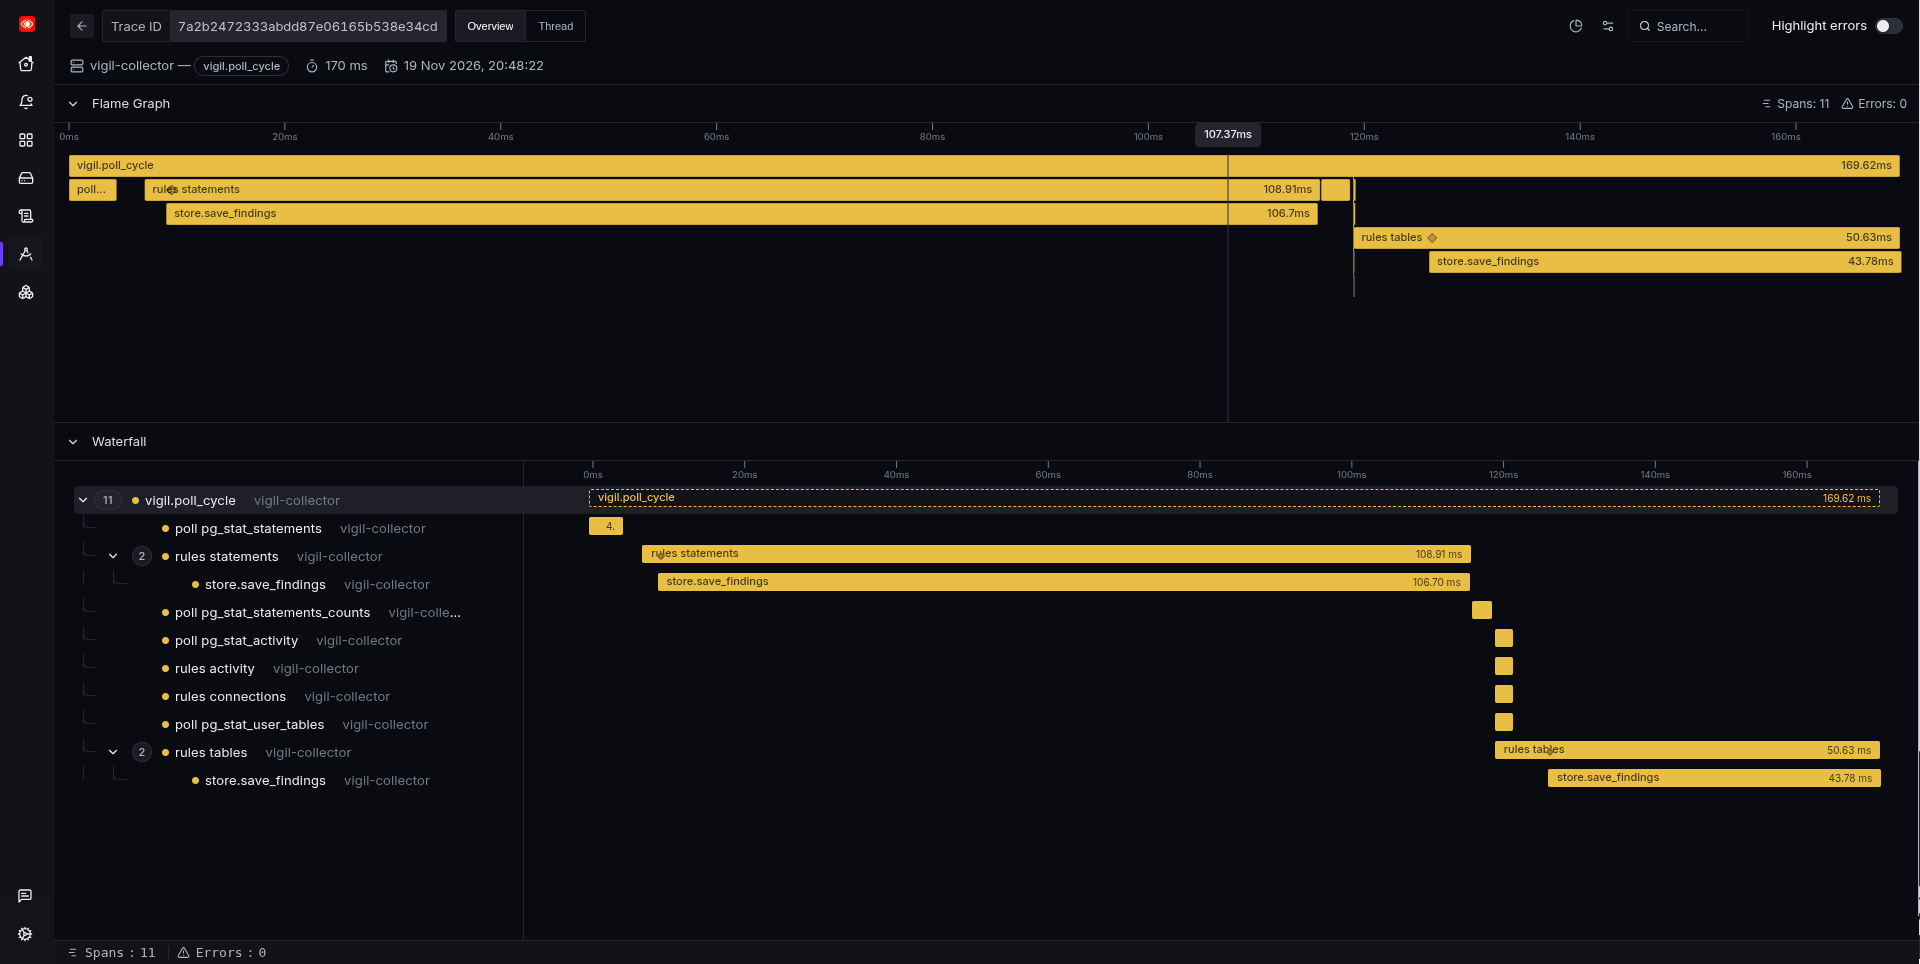 Trace ID 7a2b2472333abdd87e06165b538e34cd Overview Thread Search... Highlight errors
vigil-collector — vigil.poll_cycle 170 ms 19 Nov 2026, 20:48:22
Flame Graph Spans: 11 Errors: 0
0ms 20ms 40ms 60ms 80ms 100ms 107.37ms 120ms 140ms 160ms
vigil.poll_cycle 169.62ms
poll... rules statements 108.91ms
store.save_findings 106.7ms
rules tables 50.63ms
store.save_findings 43.78ms
Waterfall
0ms 20ms 40ms 60ms 80ms 100ms 120ms 140ms 160ms
11 vigil.poll_cycle vigil-collector vigil.poll_cycle 169.62 ms
poll pg_stat_statements vigil-collector 4.
2 rules statements vigil-collector rules statements 108.91 ms
store.save_findings vigil-collector store.save_findings 106.70 ms
poll pg_stat_statements_counts vigil-colle...
poll pg_stat_activity vigil-collector
rules activity vigil-collector
rules connections vigil-collector
poll pg_stat_user_tables vigil-collector
2 rules tables vigil-collector rules tables 50.63 ms
store.save_findings vigil-collector store.save_findings 43.78 ms
Spans : 11 Errors : 0